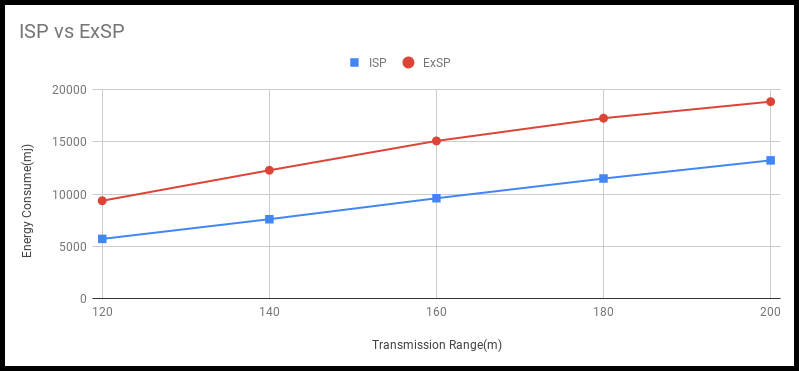 ISP vs ExSP
ISP ExSP
20000
15000
10000
5000
0
Energy Consume(mi)
120 140 160 180 200
Transmission Range(m)